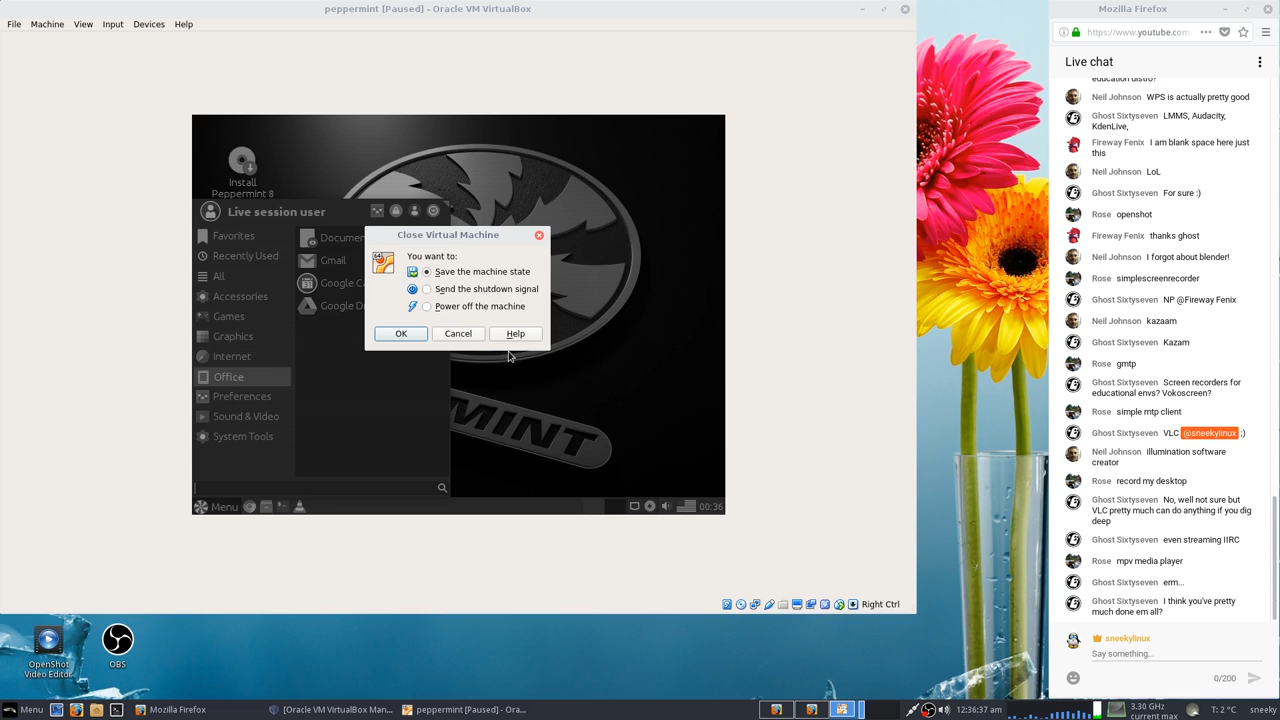 peppermint [Paused] - Oracle VM VirtualBox
File Machine View Input Devices Help
Install
Peppermint 8
Live session user
Favorites
Recently Used
All
Accessories
Games
Graphics
Internet
Office
Preferences
Sound & Video
System Tools
Gmail
MINT
Menu
00:36
Close Virtual Machine
You want to:
Save the machine state
Send the shutdown signal
Power off the machine
OK Cancel Help
Right Ctrl
OpenShot
Video Editor
OBS
Mozilla Firefox
https://www.youtube.com
Live chat
education distro?
Neil Johnson WPS is actually pretty good
Ghost Sixtyseven LMMS, Audacity,
KdenLive,
Fireway Fenix I am blank space here just
this
Neil Johnson LoL
Ghost Sixtyseven For sure :)
Rose openshot
Fireway Fenix thanks ghost
Neil Johnson I forgot about blender!
Rose simplescreenrecorder
Ghost Sixtyseven NP @Fireway Fenix
Neil Johnson kazaam
Ghost Sixtyseven Kazam
Rose gmtp
Ghost Sixtyseven Screen recorders for
educational envs? Vokoscreen?
Rose simple mtp client
Ghost Sixtyseven VLC @sneekylinux ;)
Neil Johnson illumination software
creator
Rose record my desktop
Ghost Sixtyseven No, well not sure but
VLC pretty much can do anything if you dig
deep
Ghost Sixtyseven even streaming IIRC
Rose mpv media player
Ghost Sixtyseven erm...
Ghost Sixtyseven I think you've pretty
much done em all?
sneekylinux
Say something...
0/200
Menu
Mozilla Firefox
[Oracle VM VirtualBox Man...
peppermint [Paused] - Ora...
12:36:37 am
3.30 GHz
current max
T: 2 °C
sneeky